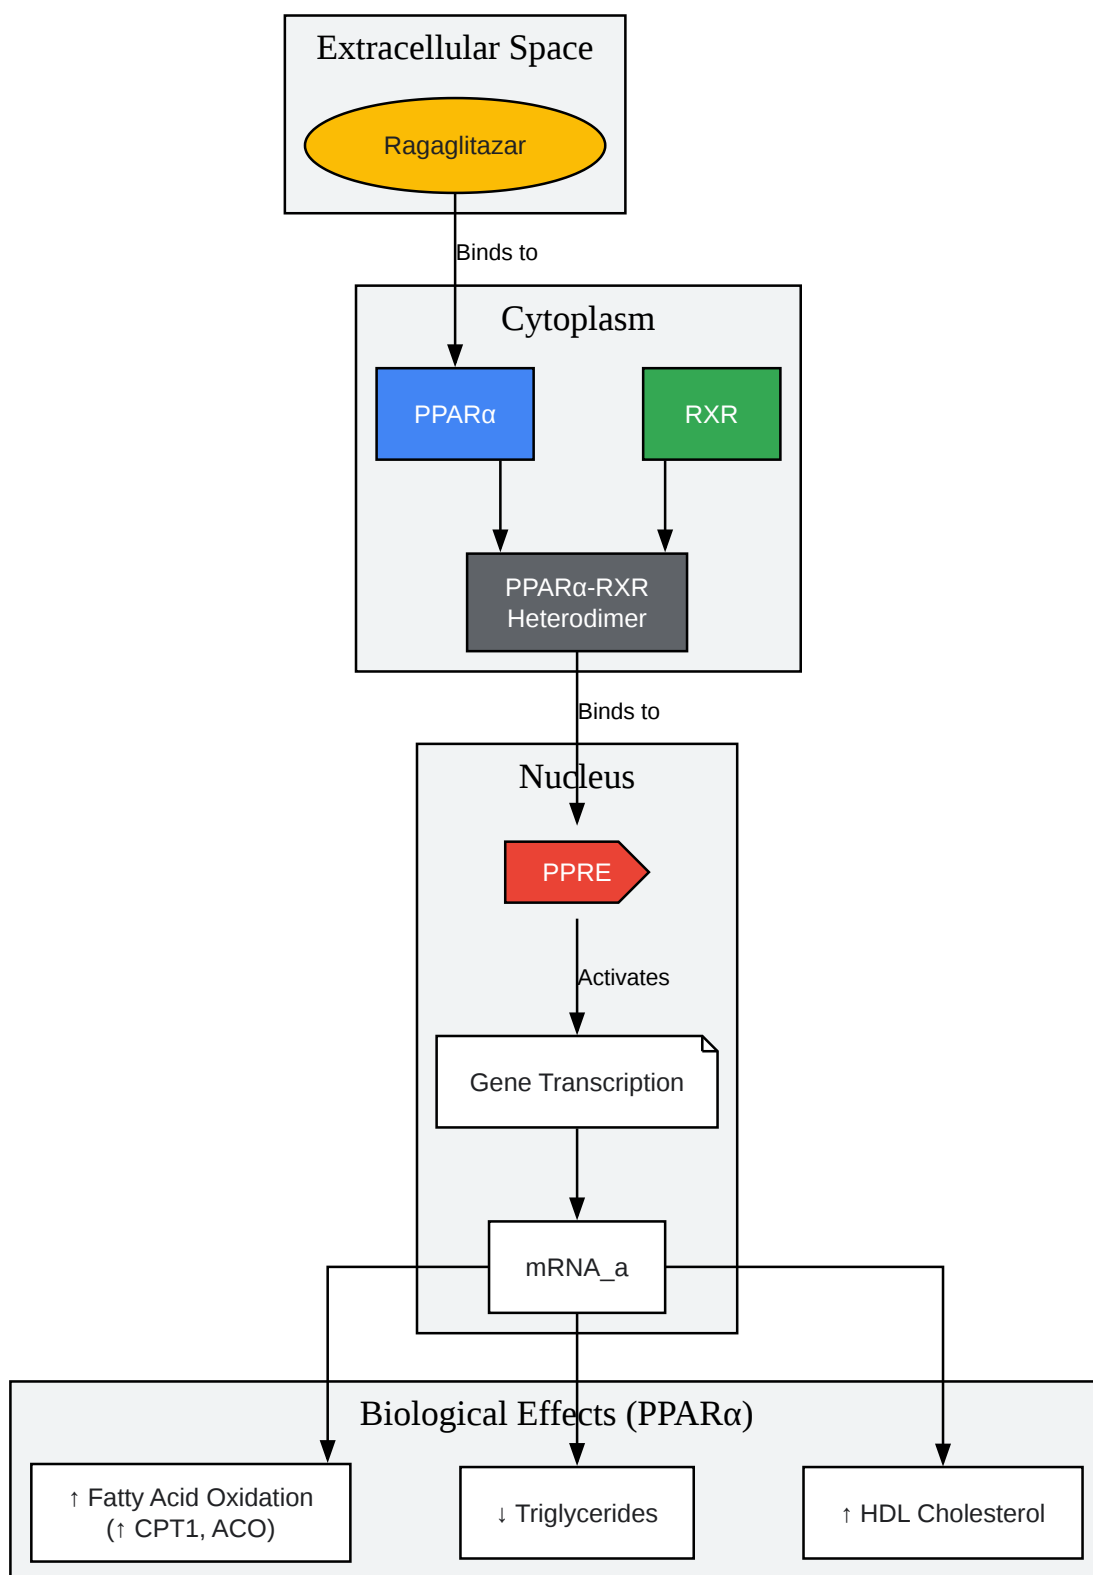 Extracellular Space
Ragaglitazar
Binds to
Cytoplasm
PPARα
RXR
PPARα-RXR
Heterodimer
Binds to
Nucleus
PPRE
Activates
Gene Transcription
mRNA_a
Biological Effects (PPARα)
↑ Fatty Acid Oxidation
(↑ CPT1, ACO)
↓ Triglycerides
↑ HDL Cholesterol